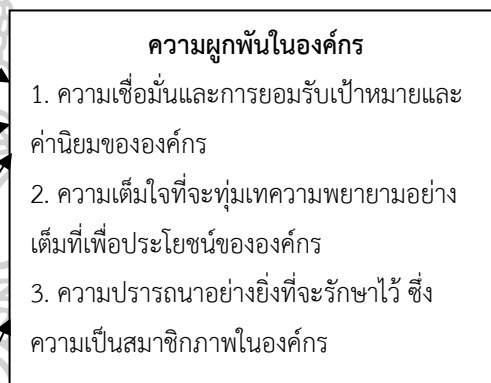 ความผูกพันในองค์กร
1. ความเชื่อมั่นและการยอมรับเป้าหมายและ
ค่านิยมขององค์กร
2. ความเต็มใจที่จะทุ่มเทความพยายามอย่าง
เต็มที่เพื่อประโยชน์ขององค์กร
3. ความปรารถนาอย่างยิ่งที่จะรักษาไว้ ซึ่ง
ความเป็นสมาชิกภาพในองค์กร